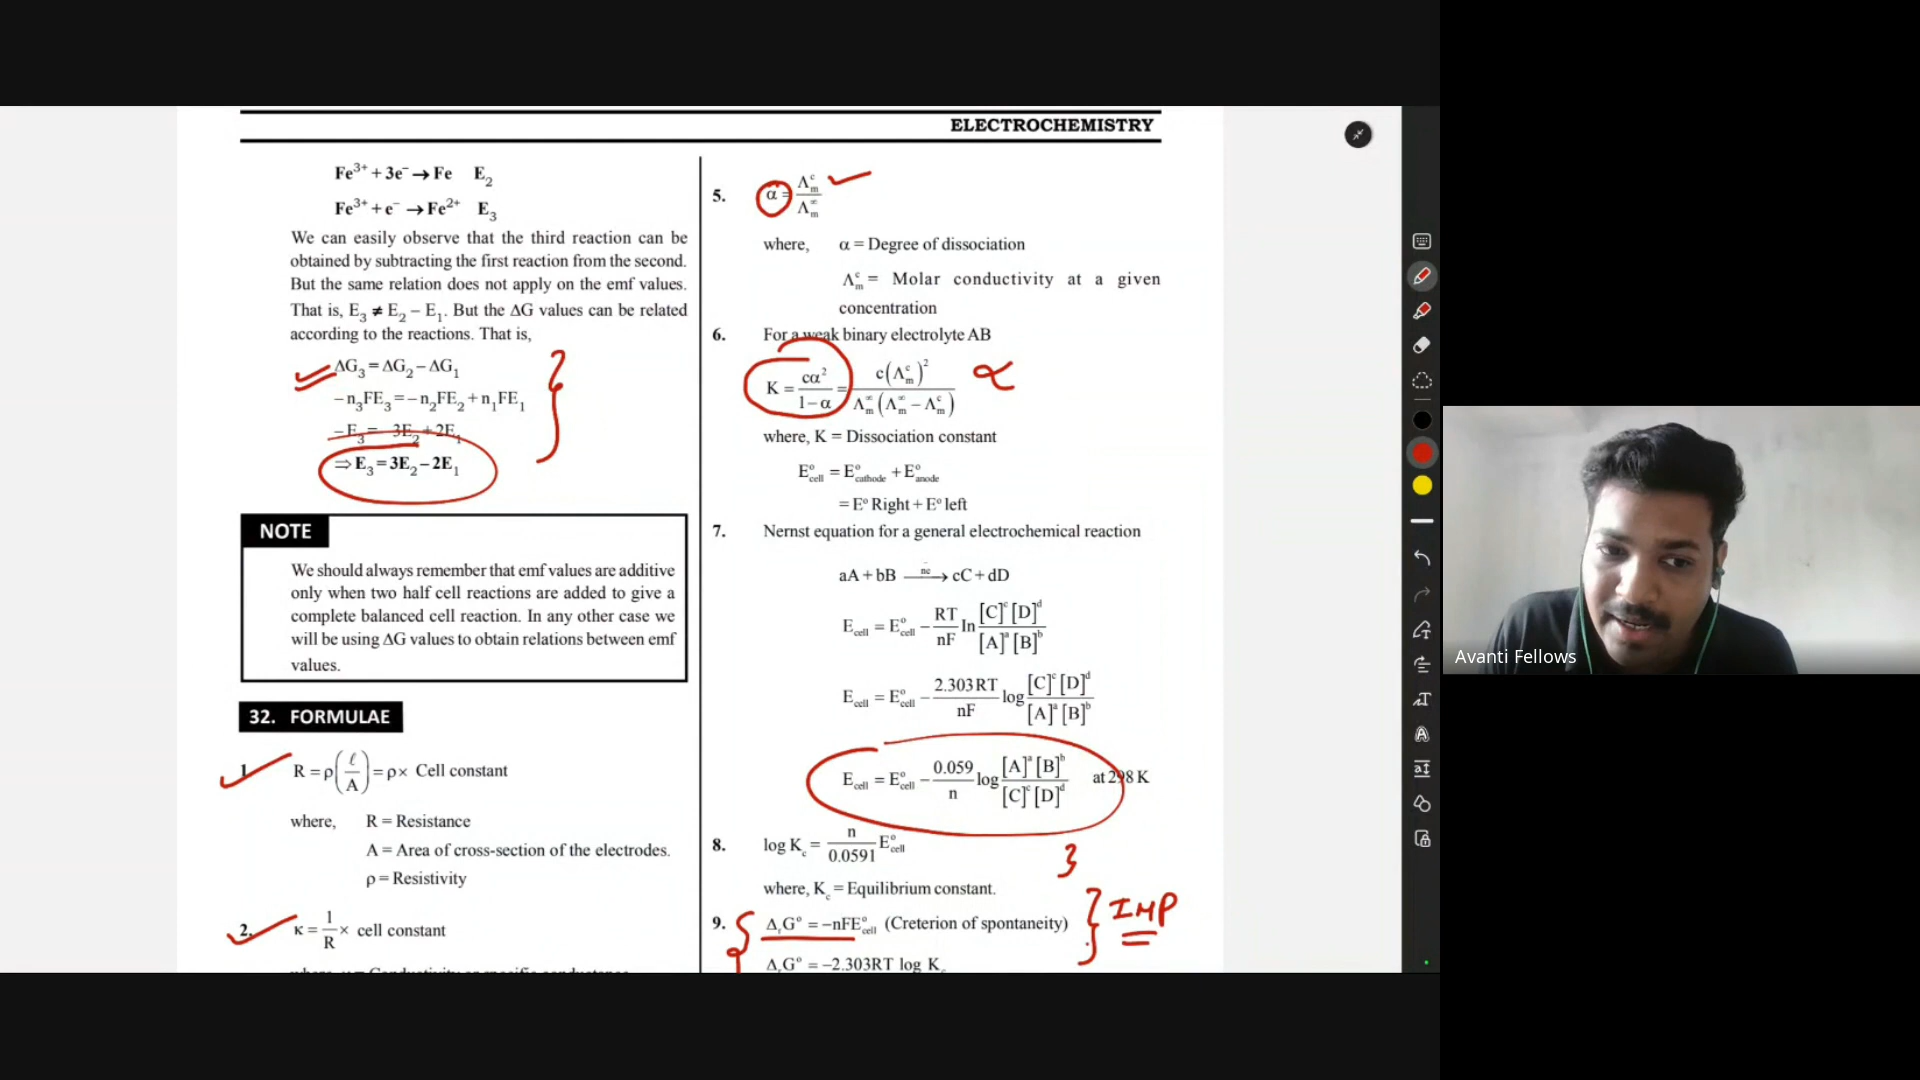 ELECTROCHEMISTRY
Fe³⁺ + 3e⁻ → Fe E₂
Fe³⁺ + e⁻ → Fe²⁺ E₃
We can easily observe that the third reaction can be
obtained by subtracting the first reaction from the second.
But the same relation does not apply on the emf values.
That is, E₃ ≠ E₂ − E₁. But the ΔG values can be related
according to the reactions. That is,
ΔG₃ = ΔG₂ − ΔG₁
−n₃FE₃ = −n₂FE₂ + n₁FE₁
−E₃ = −3E₂ + 2E₁
⇒ E₃ = 3E₂ − 2E₁
NOTE
We should always remember that emf values are additive
only when two half cell reactions are added to give a
complete balanced cell reaction. In any other case we
will be using ΔG values to obtain relations between emf
values.
32. FORMULAE
1. R = ρ(ℓ/A) = ρ× Cell constant
where, R = Resistance
A = Area of cross-section of the electrodes.
ρ = Resistivity
2. κ = 1/R × cell constant
5. α = Λᶜₘ/Λ∞ₘ
where, α = Degree of dissociation
Λᶜₘ = Molar conductivity at a given
concentration
6. For a weak binary electrolyte AB
K = cα²/1−α = c(Λᶜₘ)²/Λ∞ₘ(Λ∞ₘ − Λᶜₘ) ∝
where, K = Dissociation constant
E°cell = E°cathode + E°anode
= E° Right + E° left
7. Nernst equation for a general electrochemical reaction
aA + bB —ne⁻→ cC + dD
Ecell = E°cell − RT/nF ln [C]ᶜ[D]ᵈ/[A]ᵃ[B]ᵇ
Ecell = E°cell − 2.303RT/nF log [C]ᶜ[D]ᵈ/[A]ᵃ[B]ᵇ
Ecell = E°cell − 0.059/n log [A]ᵃ[B]ᵇ/[C]ᶜ[D]ᵈ at 298 K
8. log Kc = n/0.0591 E°cell
where, Kc = Equilibrium constant.
9. ΔrG° = −nFE°cell (Creterion of spontaneity) IMP
ΔrG° = −2.303RT log Kc
Avanti Fellows